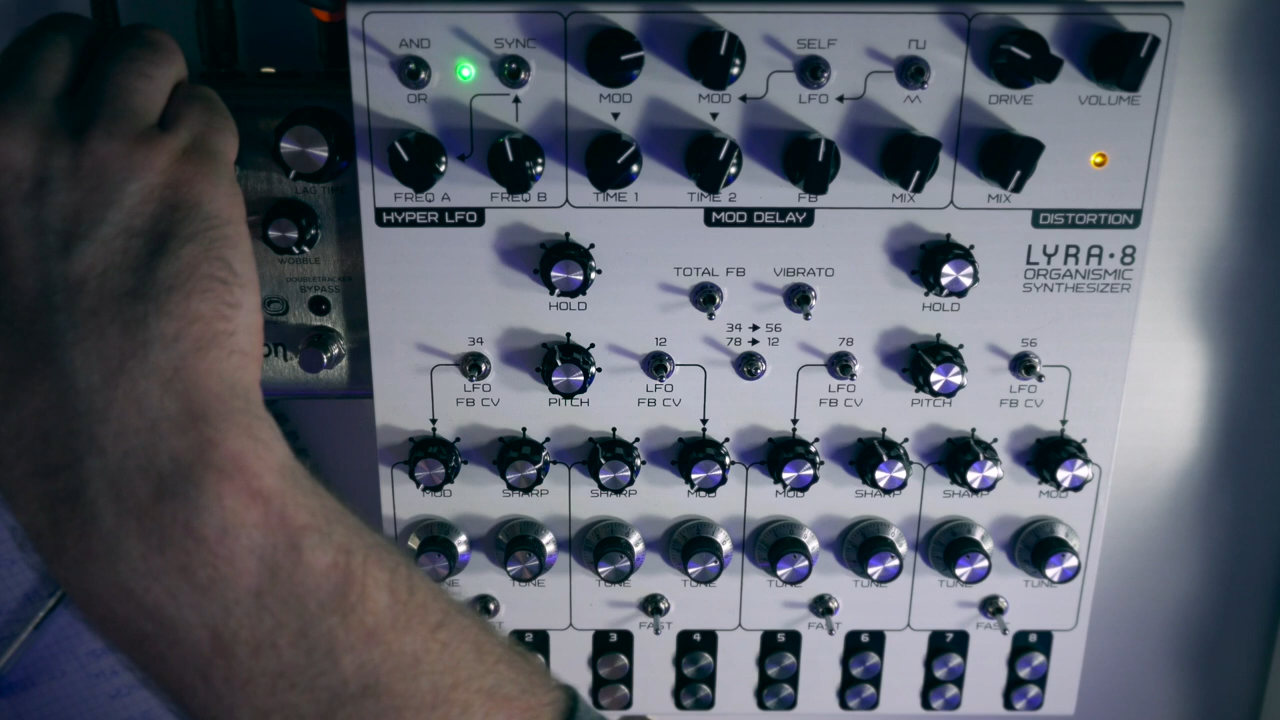 AND SYNC SELF
OR MOD MOD LFO DRIVE VOLUME
LAG TIME
FREQ A FREQ B TIME 1 TIME 2 FB MIX MIX
HYPER LFO MOD DELAY DISTORTION
WOBBLE
LYRA-8
ORGANISMIC
SYNTHESIZER
TOTAL FB VIBRATO
DOUBLETRACKER
BYPASS
HOLD HOLD
34 → 56
78 → 12
34 12 78 56
LFO LFO LFO LFO
FB CV PITCH FB CV FB CV PITCH FB CV
MOD SHARP SHARP MOD MOD SHARP SHARP MOD
TUNE TUNE TUNE TUNE TUNE TUNE TUNE
FAST FAST FAST
2 3 4 5 6 7 8